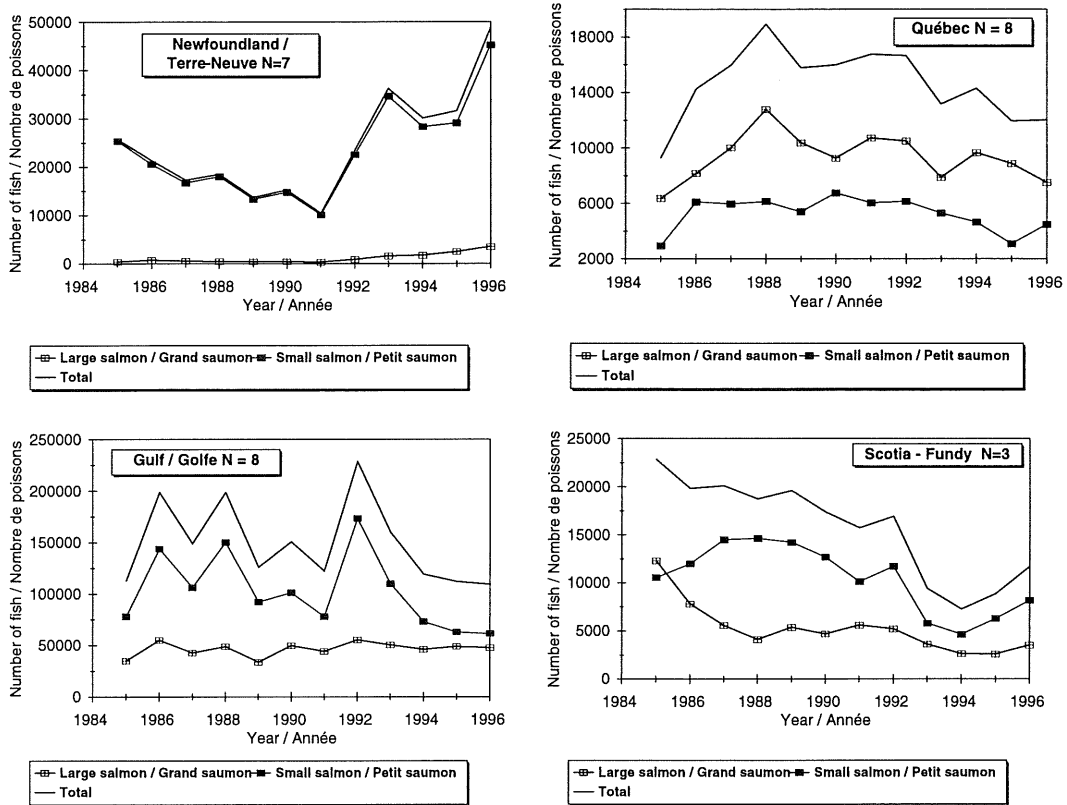 Number of fish / Nombre de poissons
50000
40000
30000
20000
10000
0
Newfoundland /
Terre-Neuve N=7
1984 1986 1988 1990 1992 1994 1996
Year / Année
Large salmon / Grand saumon Small salmon / Petit saumon
Total
Number of fish / Nombre de poissons
18000
14000
10000
6000
2000
Québec N = 8
1984 1986 1988 1990 1992 1994 1996
Year / Année
Large salmon / Grand saumon Small salmon / Petit saumon
Total
Number of fish / Nombre de poissons
250000
200000
150000
100000
50000
0
Gulf / Golfe N = 8
1984 1986 1988 1990 1992 1994 1996
Year / Année
Large salmon / Grand saumon Small salmon / Petit saumon
Total
Number of fish / Nombre de poissons
25000
20000
15000
10000
5000
0
Scotia - Fundy N=3
1984 1986 1988 1990 1992 1994 1996
Year / Année
Large salmon / Grand saumon Small salmon / Petit saumon
Total